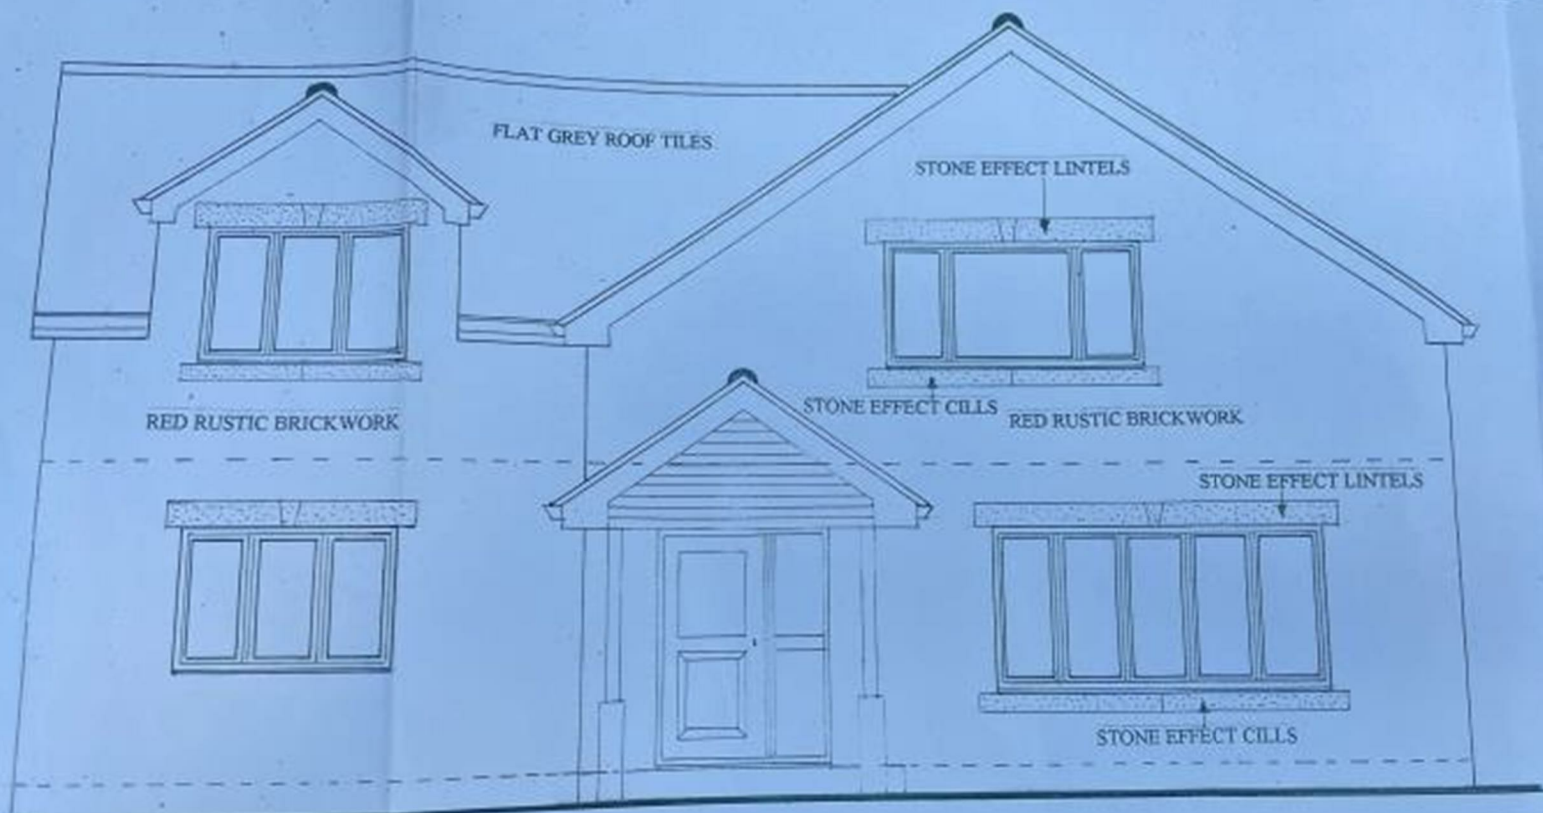 FLAT GREY ROOF TILES
STONE EFFECT LINTELS
STONE EFFECT CILLS
RED RUSTIC BRICKWORK
RED RUSTIC BRICKWORK
STONE EFFECT LINTELS
STONE EFFECT CILLS